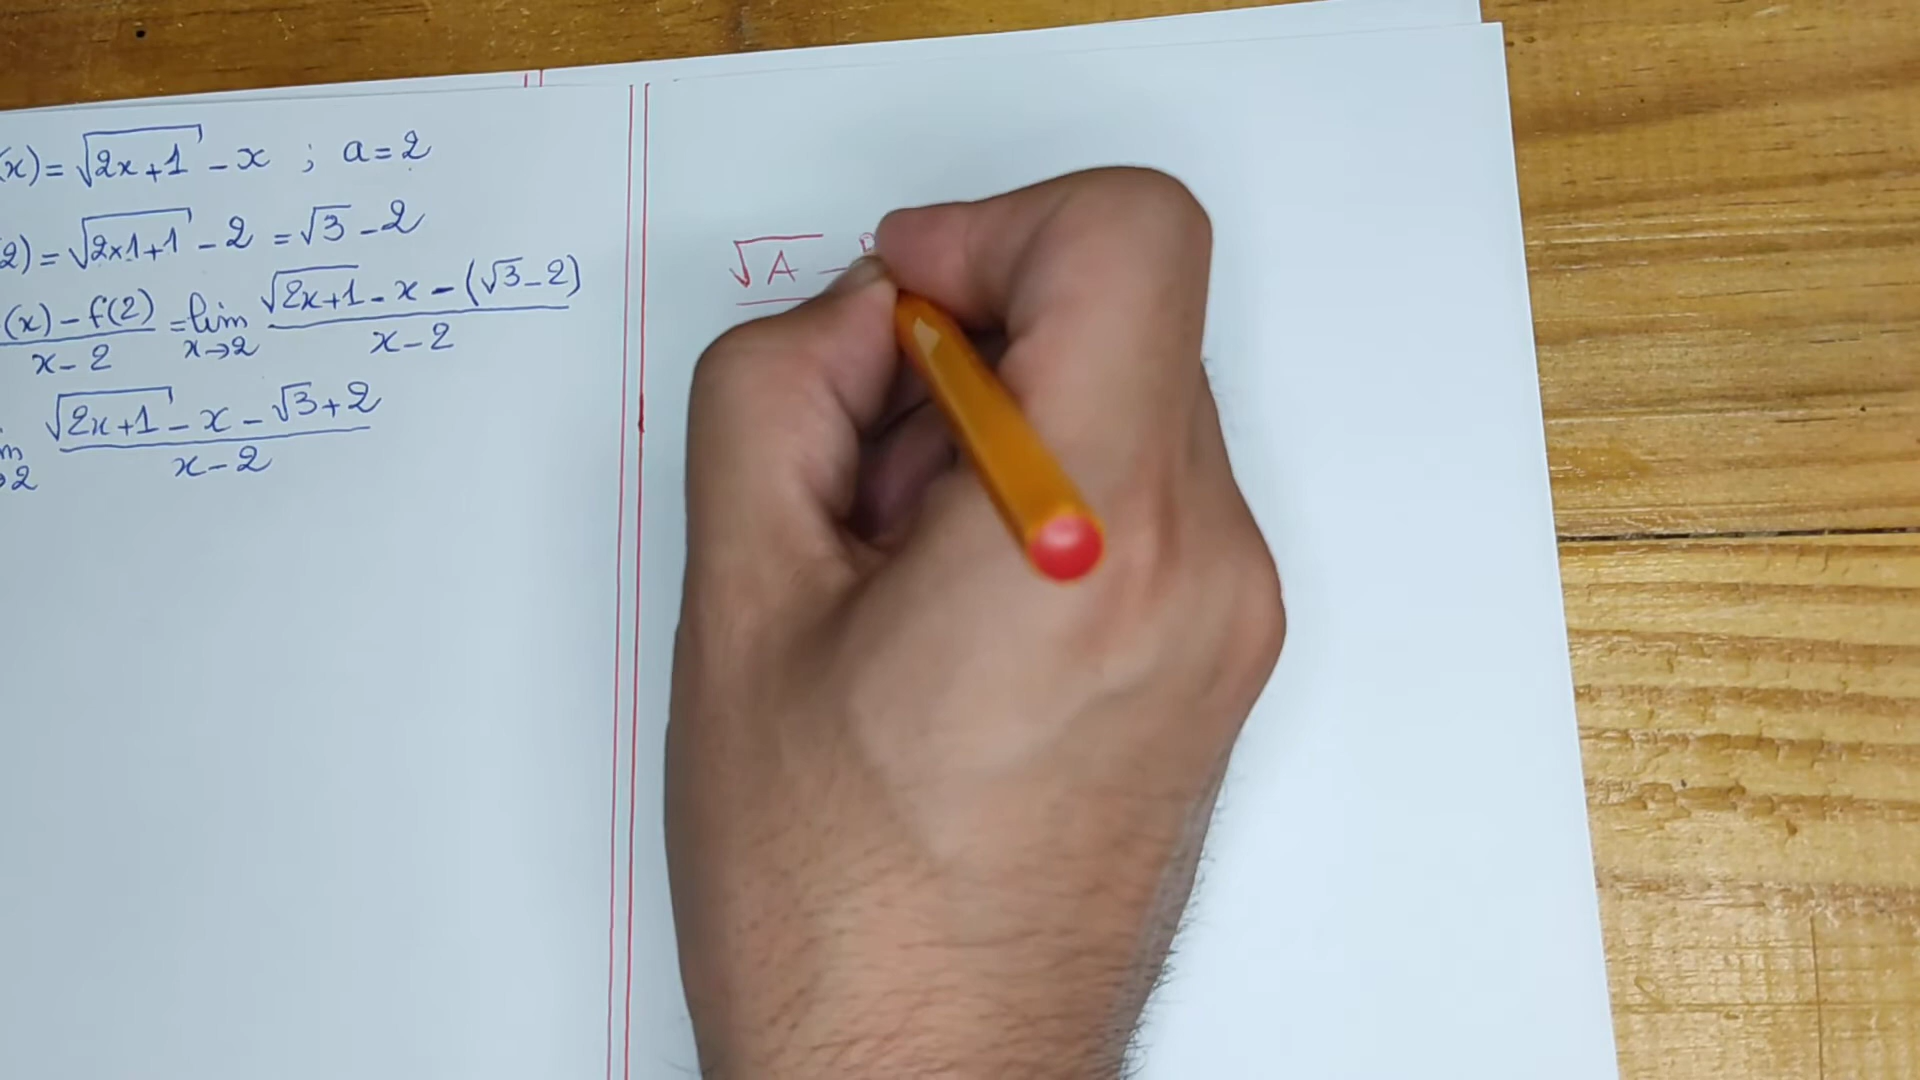 (x) = √(2x+1) - x ; a = 2
2) = √(2×1+1) - 2 = √3 - 2
(x) - f(2) / x - 2 = lim x→2 √(2x+1) - x - (√3 - 2) / x - 2
m →2 √(2x+1) - x - √3 + 2 / x - 2
√A -